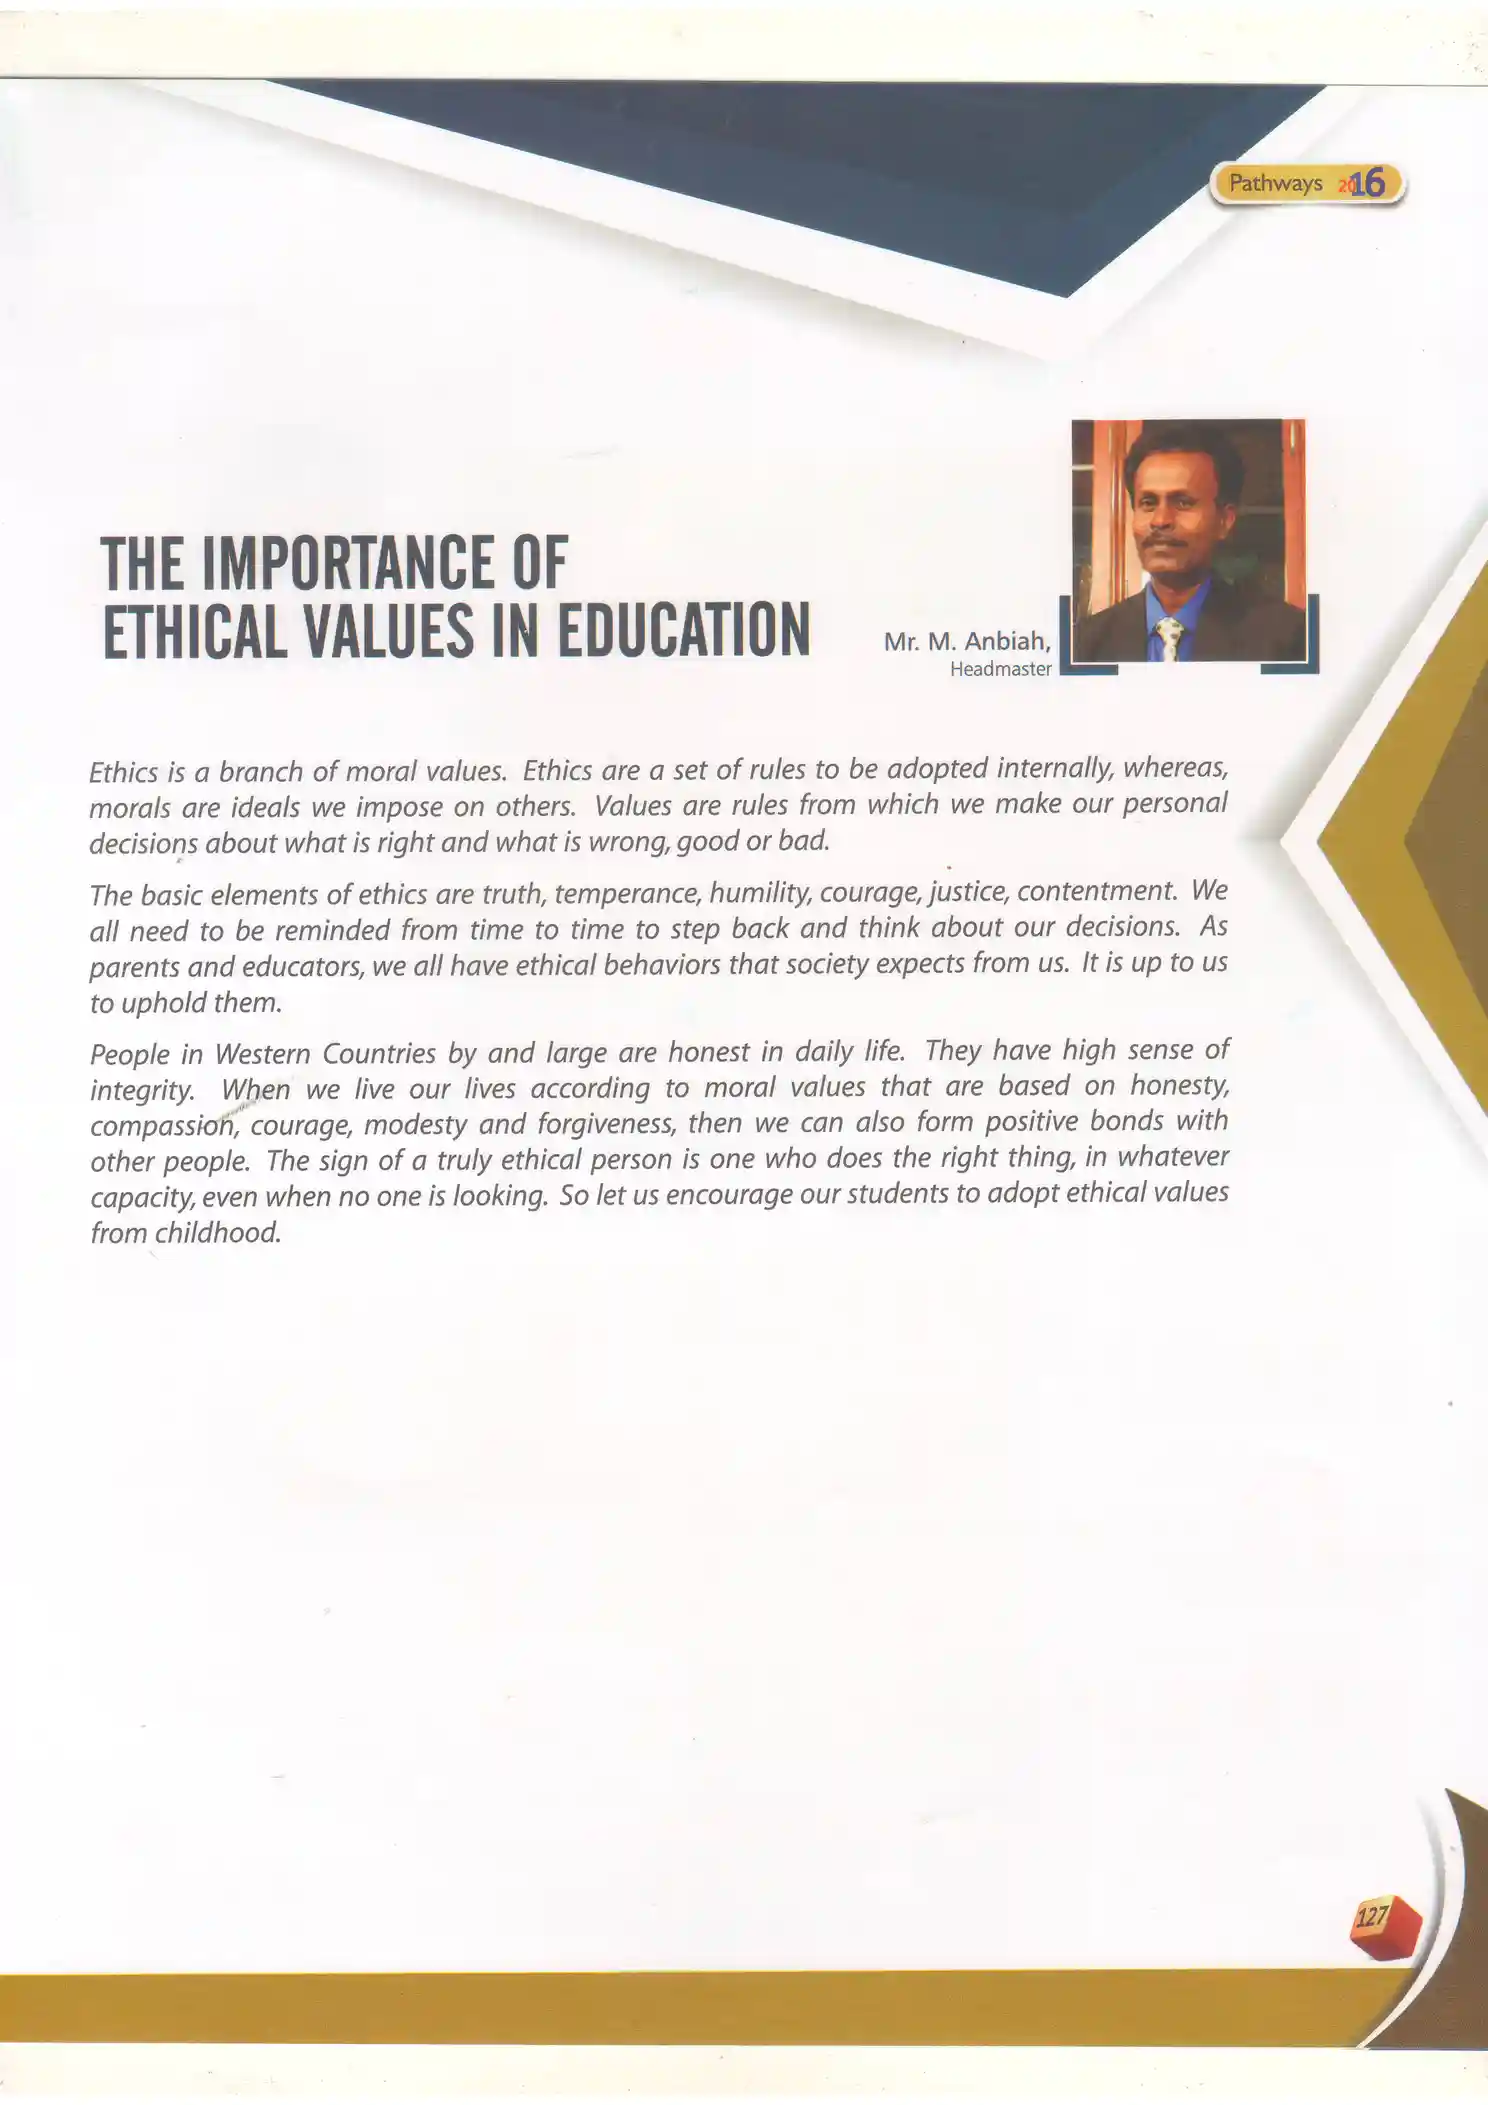 Pathways 2016
THE IMPORTANCE OF
ETHICAL VALUES IN EDUCATION
Mr. M. Anbiah,
Headmaster
Ethics is a branch of moral values. Ethics are a set of rules to be adopted internally, whereas,
morals are ideals we impose on others. Values are rules from which we make our personal
decisions about what is right and what is wrong, good or bad.
The basic elements of ethics are truth, temperance, humility, courage, justice, contentment. We
all need to be reminded from time to time to step back and think about our decisions. As
parents and educators, we all have ethical behaviors that society expects from us. It is up to us
to uphold them.
People in Western Countries by and large are honest in daily life. They have high sense of
integrity. When we live our lives according to moral values that are based on honesty,
compassion, courage, modesty and forgiveness, then we can also form positive bonds with
other people. The sign of a truly ethical person is one who does the right thing, in whatever
capacity, even when no one is looking. So let us encourage our students to adopt ethical values
from childhood.
127